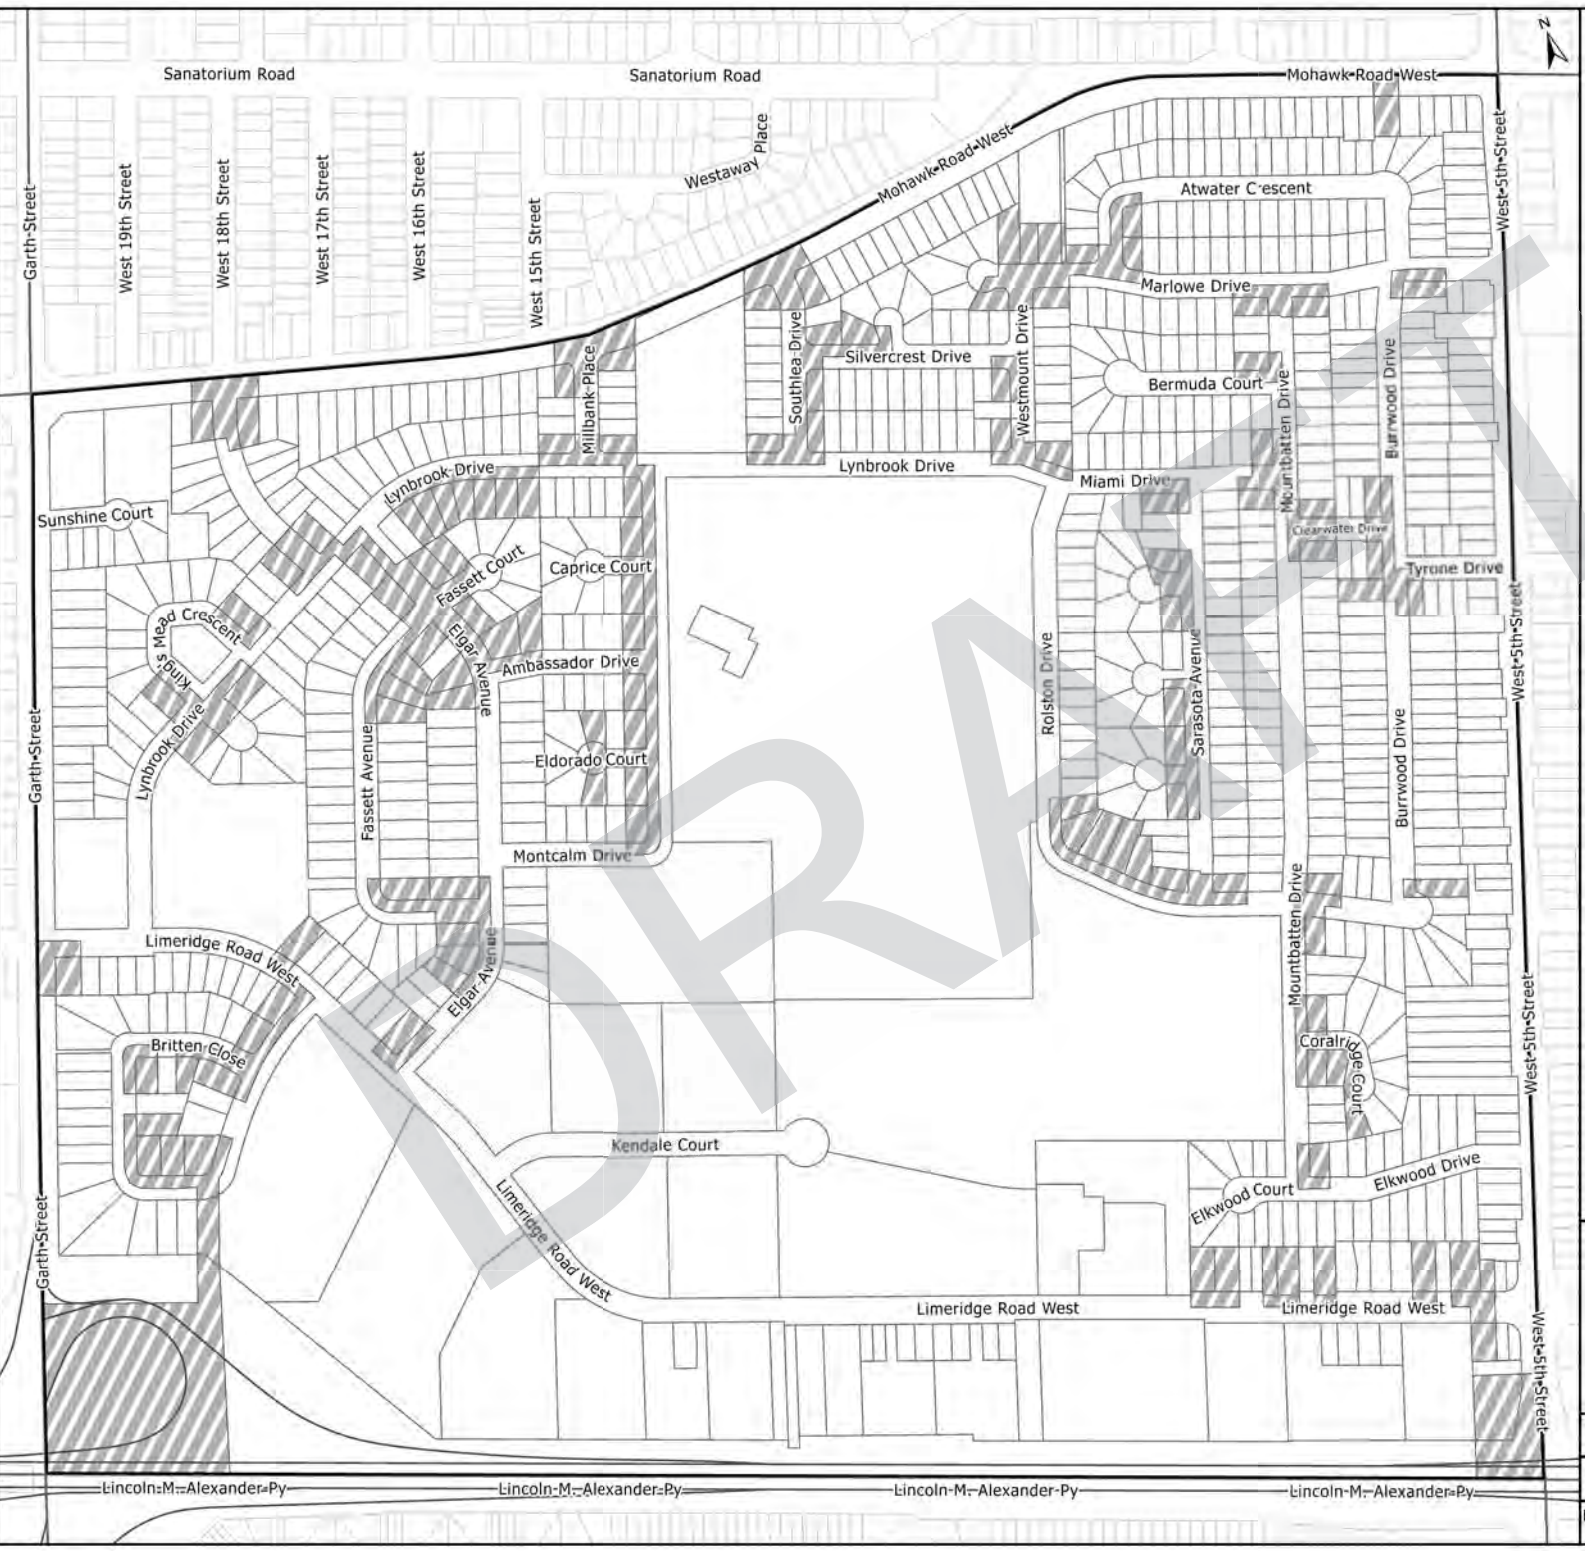 N
Sanatorium Road
Sanatorium Road
Mohawk Road West
Mohawk Road West
Westaway Place
West 19th Street
West 18th Street
West 17th Street
West 16th Street
West 15th Street
Garth Street
West 5th Street
Atwater Crescent
Marlowe Drive
Millbank Place
Southlea Drive
Silvercrest Drive
Westmount Drive
Bermuda Court
Mountbatten Drive
Burrwood Drive
Lynbrook Drive
Lynbrook Drive
Miami Drive
Sunshine Court
Clearwater Drive
Fassett Court
Caprice Court
Tyrone Drive
King's Mead Crescent
Elgar Avenue
Ambassador Drive
Rolston Drive
Sarasota Avenue
West 5th Street
Garth Street
Lynbrook Drive
Fassett Avenue
Eldorado Court
Burrwood Drive
Montcalm Drive
Mountbatten Drive
Limeridge Road West
Elgar Avenue
West 5th Street
Britten Close
Coralridge Court
Kendale Court
Garth Street
Elkwood Court
Elkwood Drive
Limeridge Road West
Limeridge Road West
Limeridge Road West
West 5th Street
Lincoln M. Alexander Py
Lincoln M. Alexander Py
Lincoln M. Alexander Py
Lincoln M. Alexander Py
DRAFT